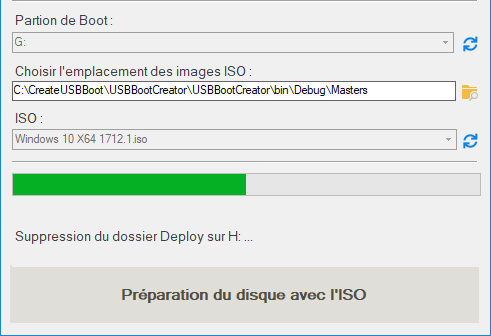 Partion de Boot :
G:
Choisir l'emplacement des images ISO :
C:\CreateUSBBoot\USBBootCreator\USBBootCreator\bin\Debug\Masters
ISO :
Windows 10 X64 1712.1.iso
Suppression du dossier Deploy sur H: ...
Préparation du disque avec l'ISO